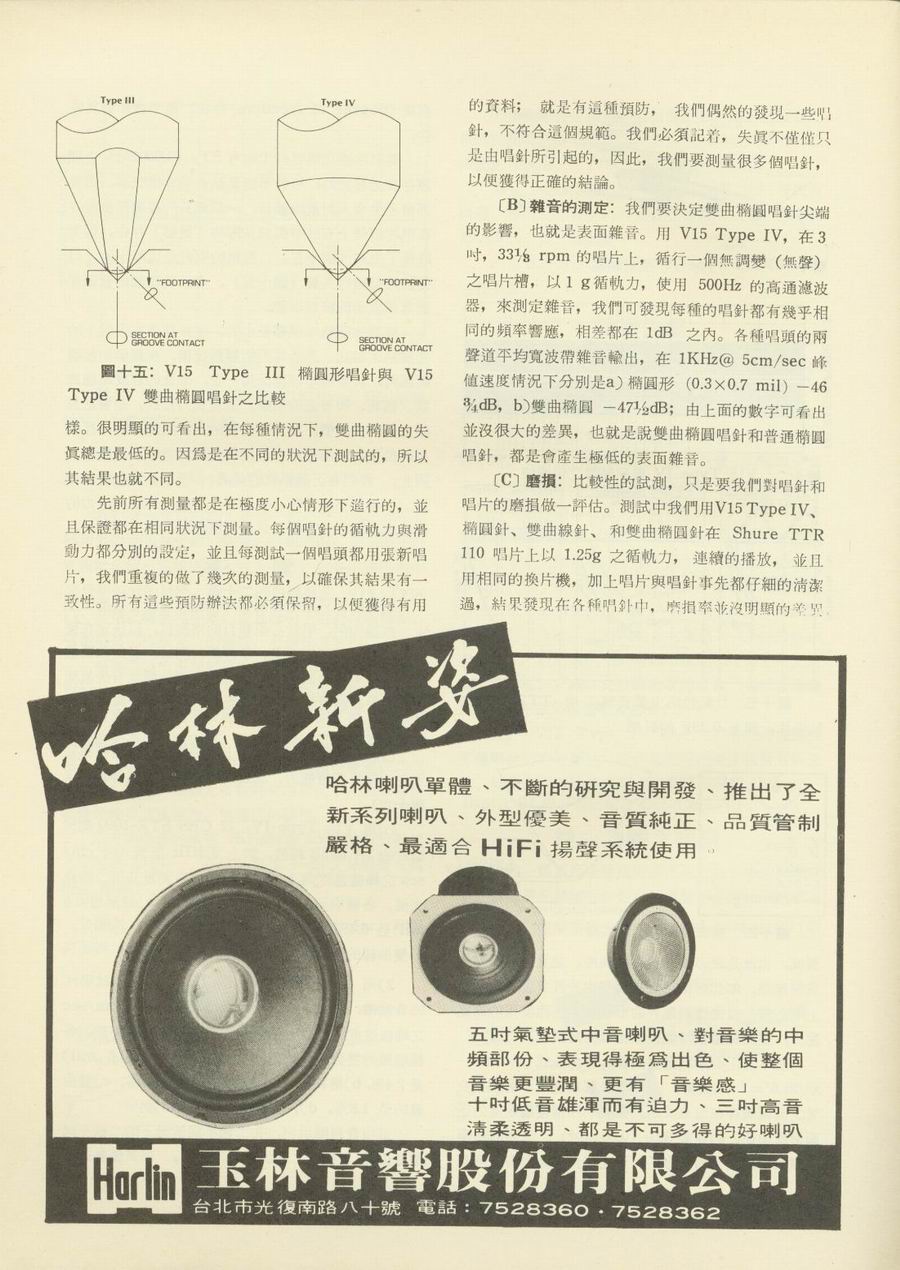 Type III
Type IV
"FOOTPRINT"
"FOOTPRINT"
SECTION AT
GROOVE CONTACT
SECTION AT
GROOVE CONTACT
圖十五：V15 Type III 橢圓形唱針與 V15
Type IV 雙曲橢圓唱針之比較
樣。很明顯的可看出，在每種情況下，雙曲橢圓的失
眞總是最低的。因爲是在不同的狀況下測試的，所以
其結果也就不同。
先前所有測量都是在極度小心情形下進行的，並
且保證都在相同狀況下測量。每個唱針的循軌力與滑
動力都分別的設定，並且每測試一個唱頭都用張新唱
片，我們重複的做了幾次的測量，以確保其結果有一
致性。所有這些預防辦法都必須保留，以便獲得有用
的資料； 就是有這種預防， 我們偶然的發現一些唱
針，不符合這個規範。我們必須記着，失眞不僅僅只
是由唱針所引起的，因此，我們要測量很多個唱針，
以便獲得正確的結論。
〔B〕雜音的測定：我們要決定雙曲橢圓唱針尖端
的影響，也就是表面雜音。用 V15 Type IV，在 3
吋，33⅓ rpm 的唱片上，循行一個無調變（無聲）
之唱片槽，以 1 g 循軌力，使用 500Hz 的高通濾波
器，來測定雜音，我們可發現每種的唱針都有幾乎相
同的頻率響應，相差都在 1dB 之內。各種唱頭的兩
聲道平均寬波帶雜音輸出，在 1KHz@ 5cm/sec 峰
値速度情況下分別是a) 橢圓形 (0.3×0.7 mil) −46
¾dB，b)雙曲橢圓 −47½dB；由上面的數字可看出
並沒很大的差異，也就是說雙曲橢圓唱針和普通橢圓
唱針，都是會產生極低的表面雜音。
〔C〕磨損：比較性的試測，只是要我們對唱針和
唱片的磨損做一評估。測試中我們用V15 Type IV、
橢圓針、雙曲線針、 和雙曲橢圓針在 Shure TTR
110 唱片上以 1.25g 之循軌力， 連續的播放， 並且
用相同的換片機，加上唱片與唱針事先都仔細的清潔
過，結果發現在各種唱針中，磨損率並沒明顯的差異
哈林新姿
哈林喇叭單體、不斷的研究與開發、推出了全
新系列喇叭、外型優美、音質純正、品質管制
嚴格、最適合 HiFi 揚聲系統使用。
五吋氣墊式中音喇叭、對音樂的中
頻部份、表現得極爲出色、使整個
音樂更豐潤、更有「音樂感」
十吋低音雄渾而有迫力、三吋高音
淸柔透明、都是不可多得的好喇叭
Harlin
玉林音響股份有限公司
台北市光復南路八十號 電話：7528360・7528362